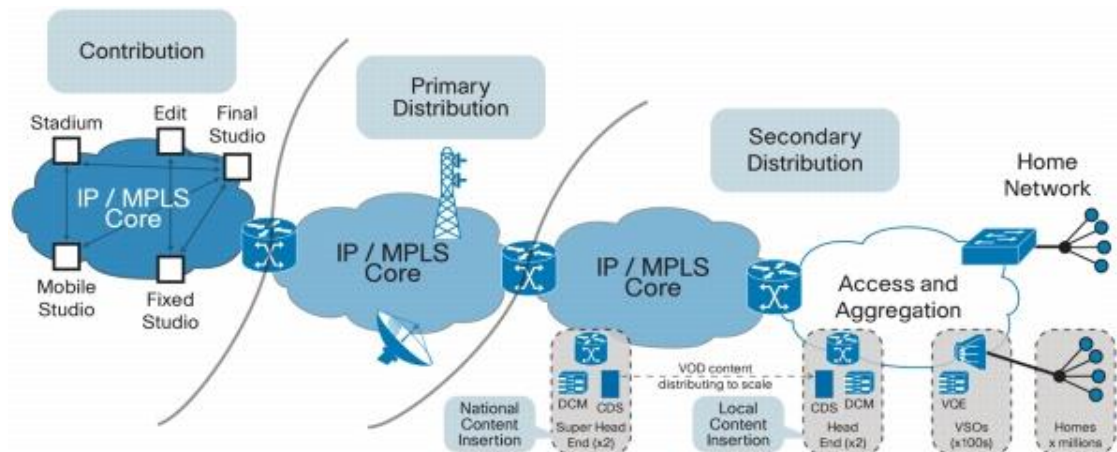 Contribution
Primary
Distribution
Secondary
Distribution
Stadium
Edit
Final
Studio
IP / MPLS
Core
Mobile
Studio
Fixed
Studio
IP / MPLS
Core
IP / MPLS
Core
Home
Network
Access and
Aggregation
VOD content
distributing to scale
DCM
CDS
CDS
DCM
VQE
National
Content
Insertion
Super Head
End (x2)
Local
Content
Insertion
Head
End (x2)
VSOs
(x100s)
Homes
x millions